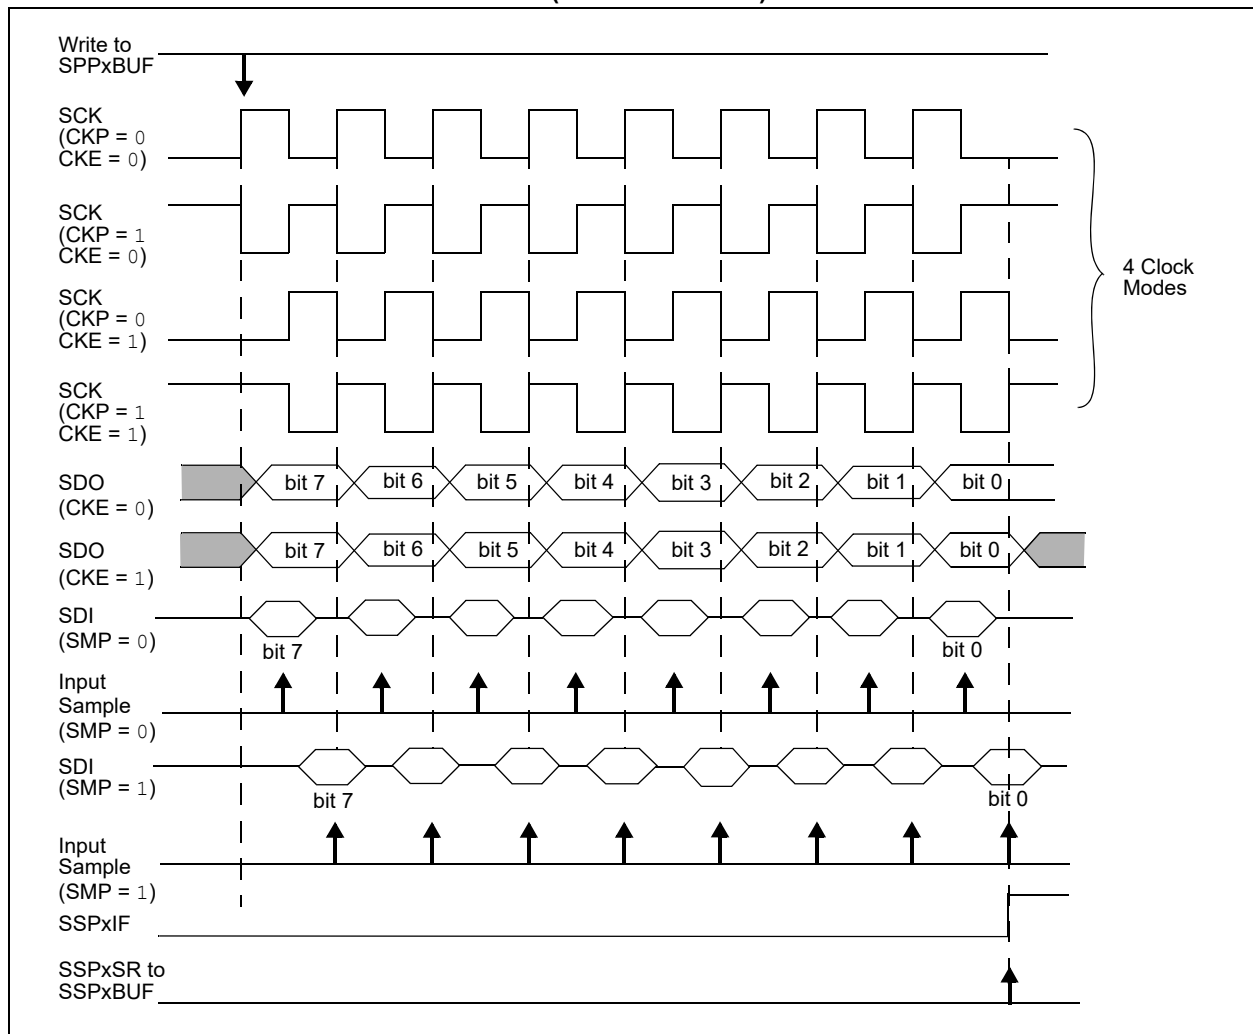 Write to
SPPxBUF
SCK
(CKP = 0
CKE = 0)
SCK
(CKP = 1
CKE = 0)
4 Clock
Modes
SCK
(CKP = 0
CKE = 1)
SCK
(CKP = 1
CKE = 1)
SDO
(CKE = 0)
bit 7 bit 6 bit 5 bit 4 bit 3 bit 2 bit 1 bit 0
SDO
(CKE = 1)
bit 7 bit 6 bit 5 bit 4 bit 3 bit 2 bit 1 bit 0
SDI
(SMP = 0)
bit 7 bit 0
Input
Sample
(SMP = 0)
SDI
(SMP = 1)
bit 7 bit 0
Input
Sample
(SMP = 1)
SSPxIF
SSPxSR to
SSPxBUF